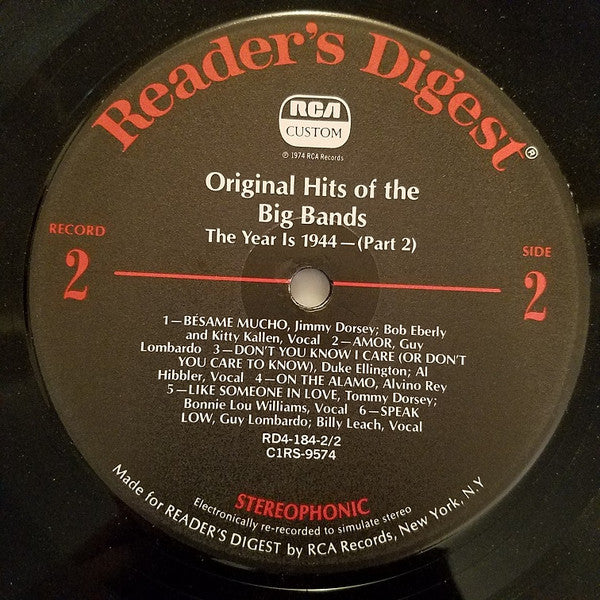 Reader's Digest®
RCA
CUSTOM
℗ 1974 RCA Records
Original Hits of the
Big Bands
The Year Is 1944—(Part 2)
RECORD
2
SIDE
2
1—BÉSAME MUCHO, Jimmy Dorsey; Bob Eberly
and Kitty Kallen, Vocal 2—AMOR, Guy
Lombardo 3—DON'T YOU KNOW I CARE (OR DON'T
YOU CARE TO KNOW), Duke Ellington; Al
Hibbler, Vocal 4—ON THE ALAMO, Alvino Rey
5—LIKE SOMEONE IN LOVE, Tommy Dorsey;
Bonnie Lou Williams, Vocal 6—SPEAK
LOW, Guy Lombardo; Billy Leach, Vocal
RD4-184-2/2
C1RS-9574
STEREOPHONIC
Electronically re-recorded to simulate stereo
Made for READER'S DIGEST by RCA Records, New York, N.Y